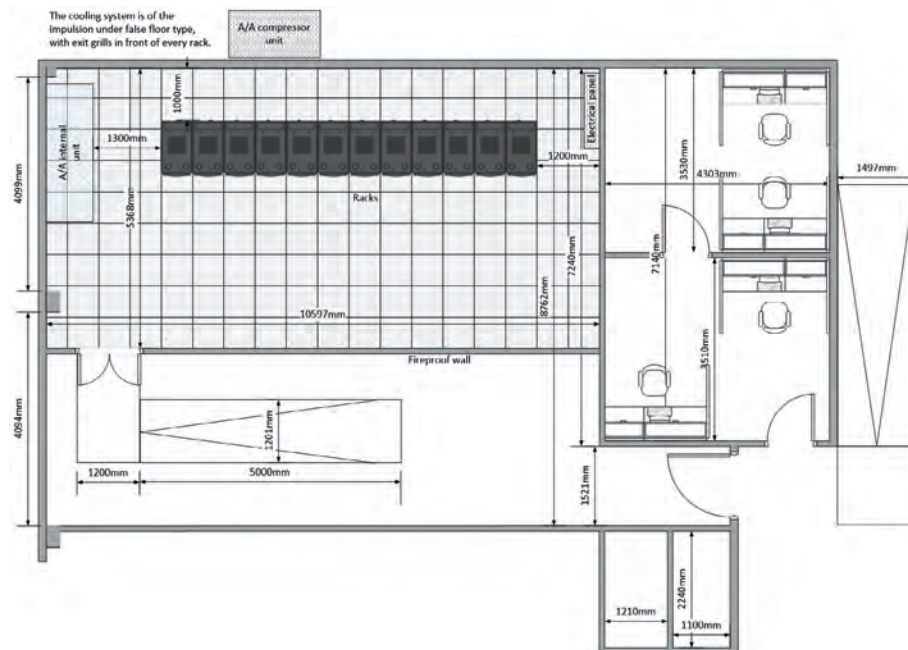 The cooling system is of the
impulsion under false floor type,
with exit grills in front of every rack.
A/A compressor
unit
A/A internal
unit
1000mm
1300mm
Electrical panel
1200mm
Racks
3530mm
4303mm
1497mm
4099mm
5368mm
7240mm
7140mm
8762mm
10597mm
Fireproof wall
3510mm
4094mm
1201mm
1200mm
5000mm
1521mm
1210mm
2240mm
1100mm